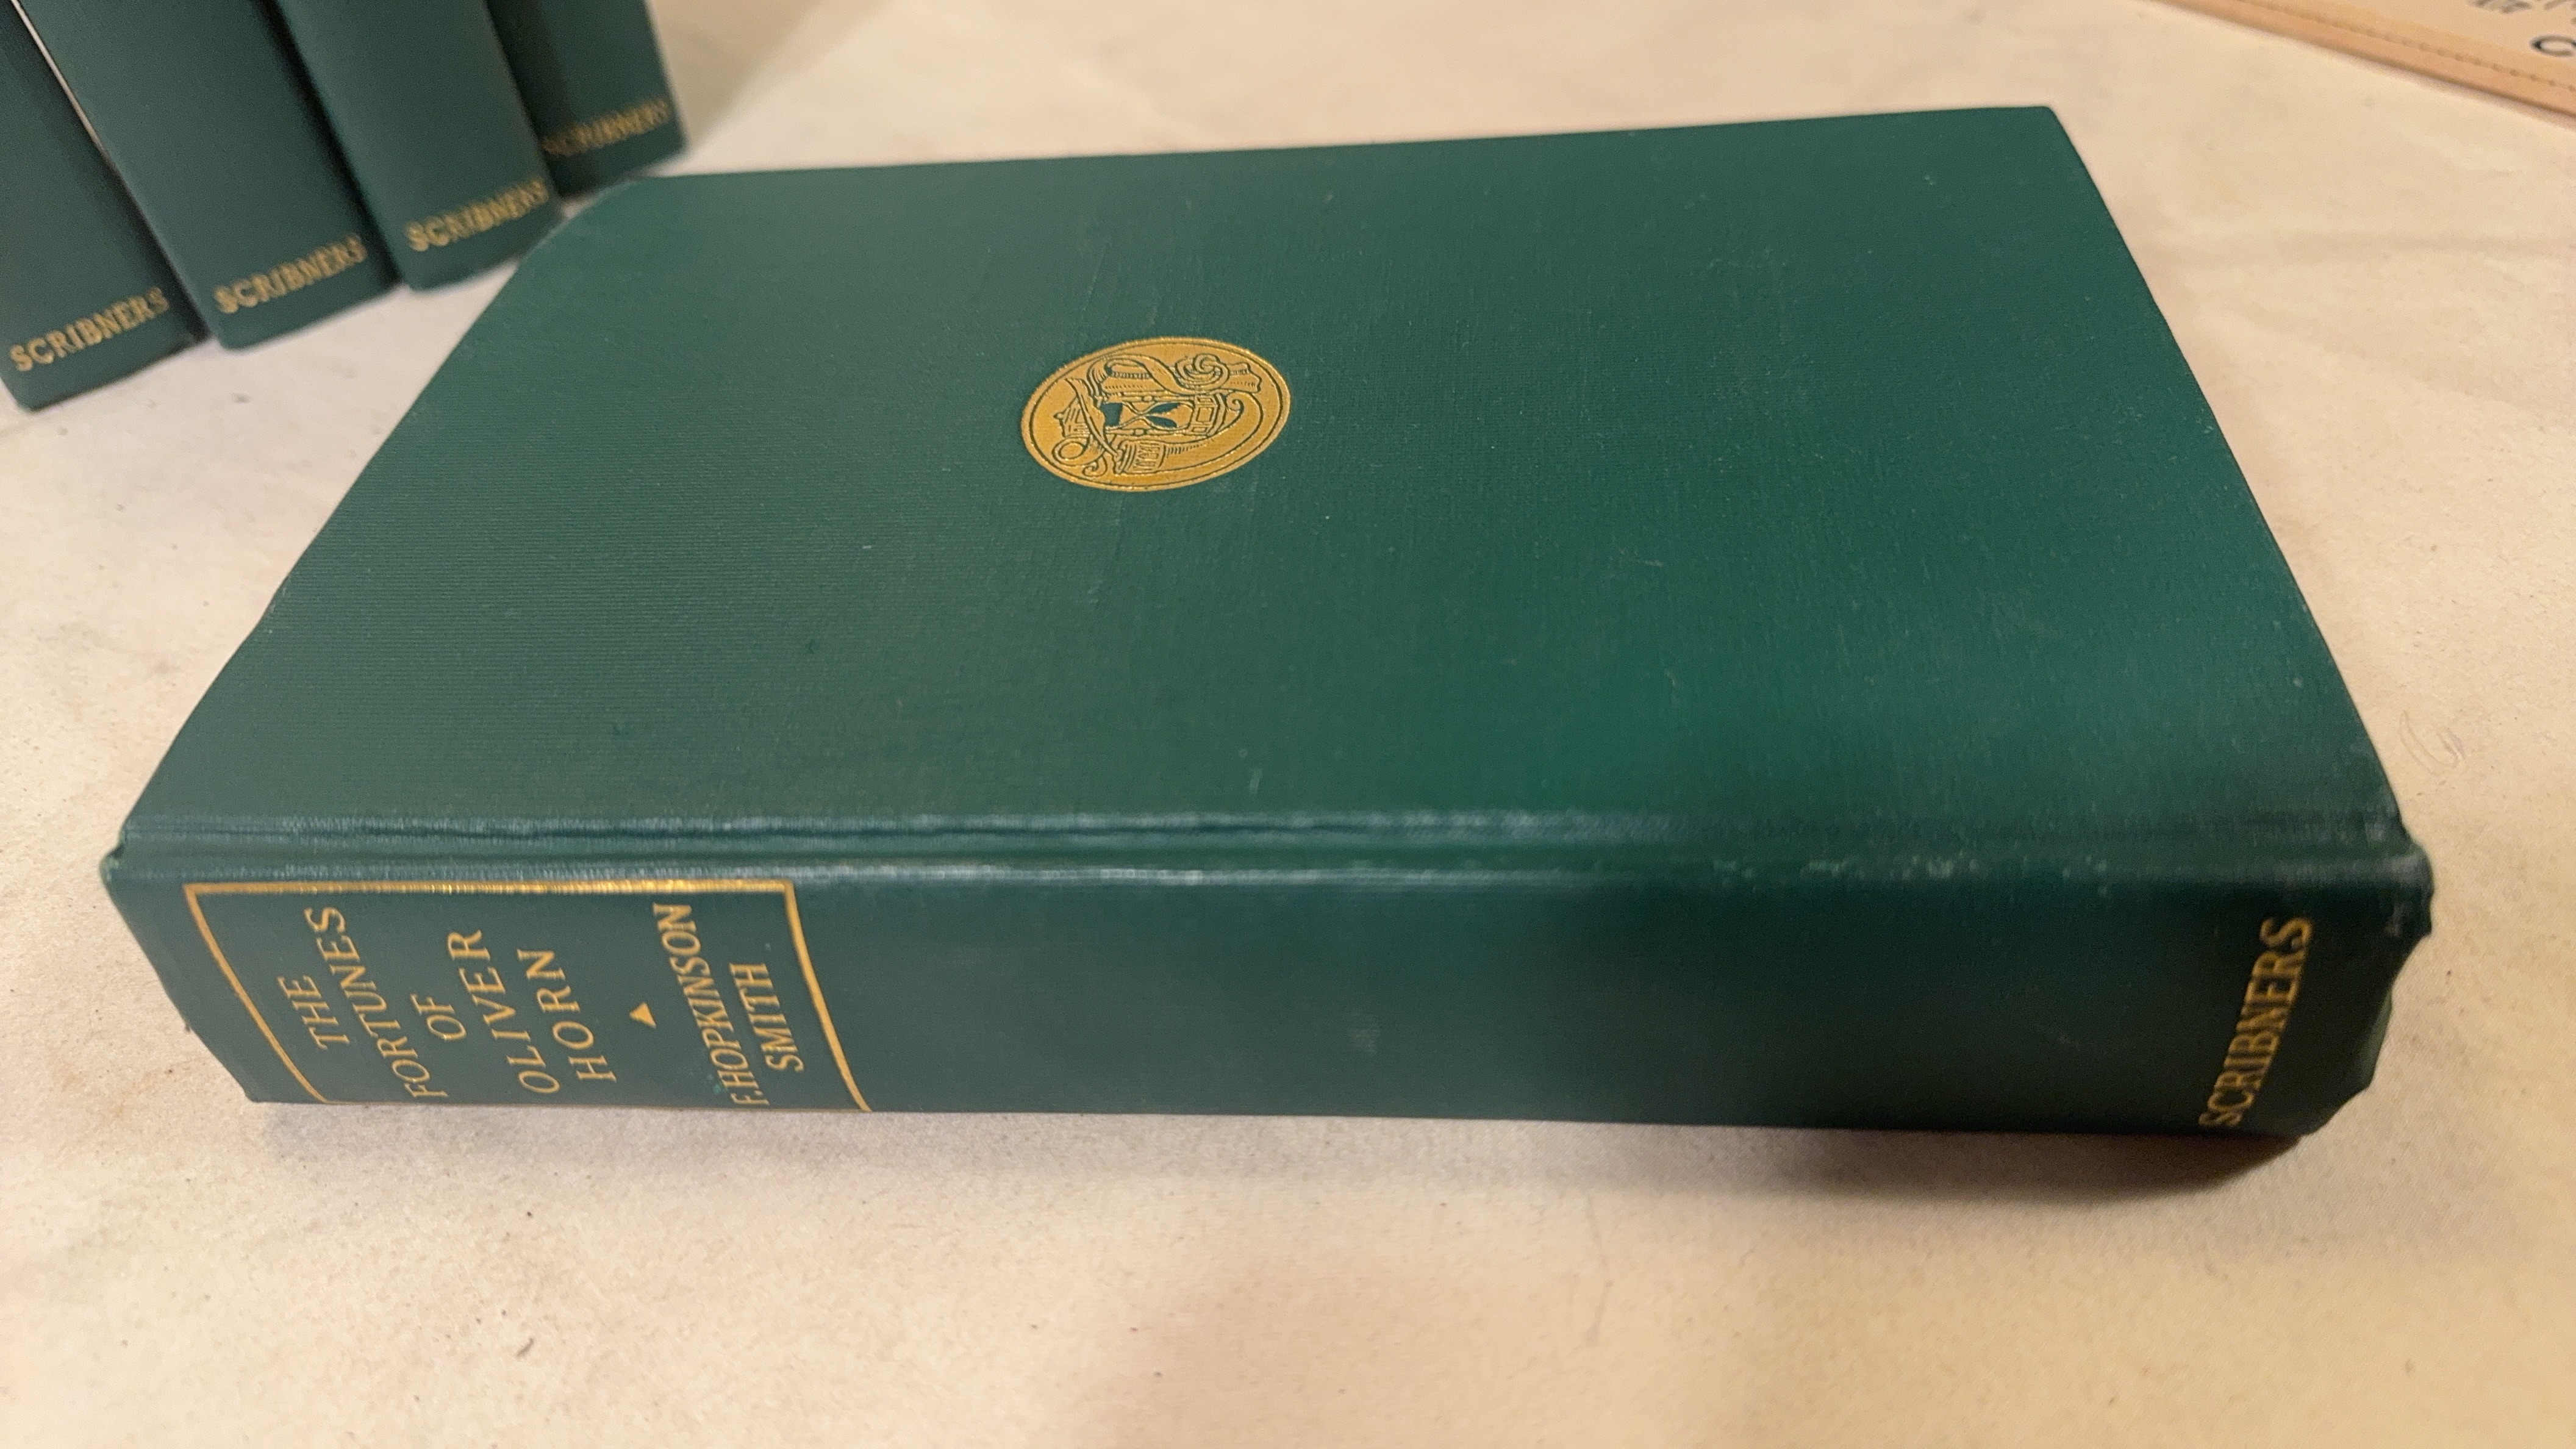 SCRIBNERS
SCRIBNERS
SCRIBNERS
SCRIBNERS
THE
FORTUNES
OF
OLIVER
HORN
F. HOPKINSON
SMITH
SCRIBNERS